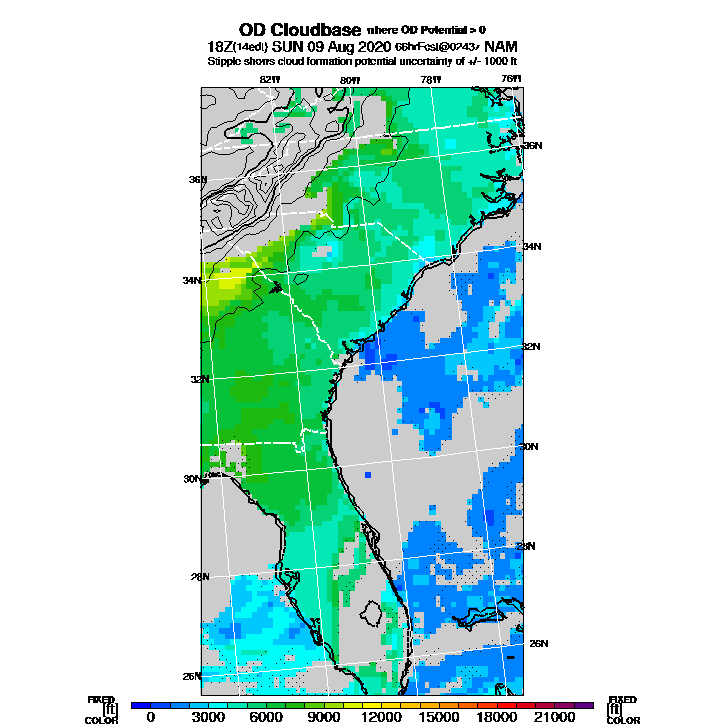 OD Cloudbase where OD Potential > 0
18Z(14edt) SUN 09 Aug 2020 66hrFcst@0243z NAM
Stipple shows cloud formation potential uncertainty of +/- 1000 ft
82W 80W 78W 76W
36N
36N
34N
34N
32N
32N
30N
30N
28N
28N
26N
26N
FIXED FIXED
[ft] [ft]
COLOR COLOR
0 3000 6000 9000 12000 15000 18000 21000